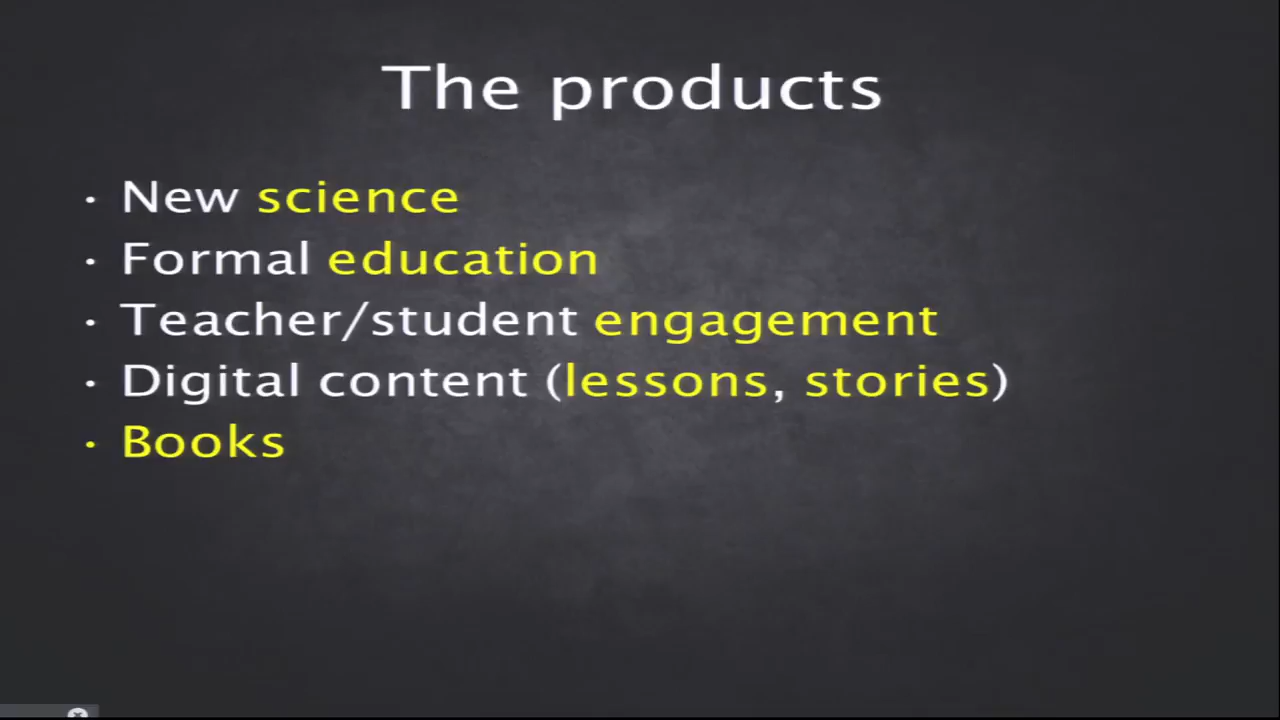 The products
· New science
· Formal education
· Teacher/student engagement
· Digital content (lessons, stories)
· Books